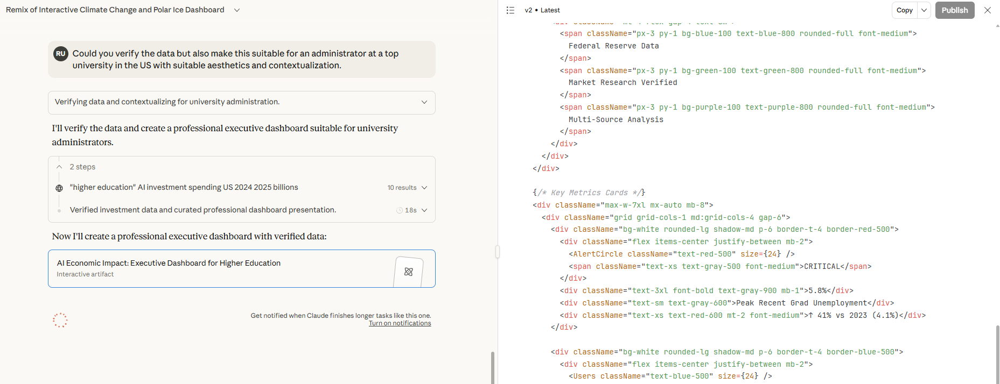 Remix of Interactive Climate Change and Polar Ice Dashboard
RU
Could you verify the data but also make this suitable for an administrator at a top
university in the US with suitable aesthetics and contextualization.
Verifying data and contextualizing for university administration.
I'll verify the data and create a professional executive dashboard suitable for university
administrators.
2 steps
"higher education" AI investment spending US 2024 2025 billions
10 results
Verified investment data and curated professional dashboard presentation.
18s
Now I'll create a professional executive dashboard with verified data:
AI Economic Impact: Executive Dashboard for Higher Education
Interactive artifact
Get notified when Claude finishes longer tasks like this one.
Turn on notifications
v2 • Latest
Copy
Publish
<span className="px-3 py-1 bg-blue-100 text-blue-800 rounded-full font-medium">
Federal Reserve Data
</span>
<span className="px-3 py-1 bg-green-100 text-green-800 rounded-full font-medium">
Market Research Verified
</span>
<span className="px-3 py-1 bg-purple-100 text-purple-800 rounded-full font-medium">
Multi-Source Analysis
</span>
</div>
</div>
</div>
{/* Key Metrics Cards */}
<div className="max-w-7xl mx-auto mb-8">
<div className="grid grid-cols-1 md:grid-cols-4 gap-6">
<div className="bg-white rounded-lg shadow-md p-6 border-t-4 border-red-500">
<div className="flex items-center justify-between mb-2">
<AlertCircle className="text-red-500" size={24} />
<span className="text-xs text-gray-500 font-medium">CRITICAL</span>
</div>
<div className="text-3xl font-bold text-gray-900 mb-1">5.8%</div>
<div className="text-sm text-gray-600">Peak Recent Grad Unemployment</div>
<div className="text-xs text-red-600 mt-2 font-medium">↑ 41% vs 2023 (4.1%)</div>
</div>
<div className="bg-white rounded-lg shadow-md p-6 border-t-4 border-blue-500">
<div className="flex items-center justify-between mb-2">
<Users className="text-blue-500" size={24} />